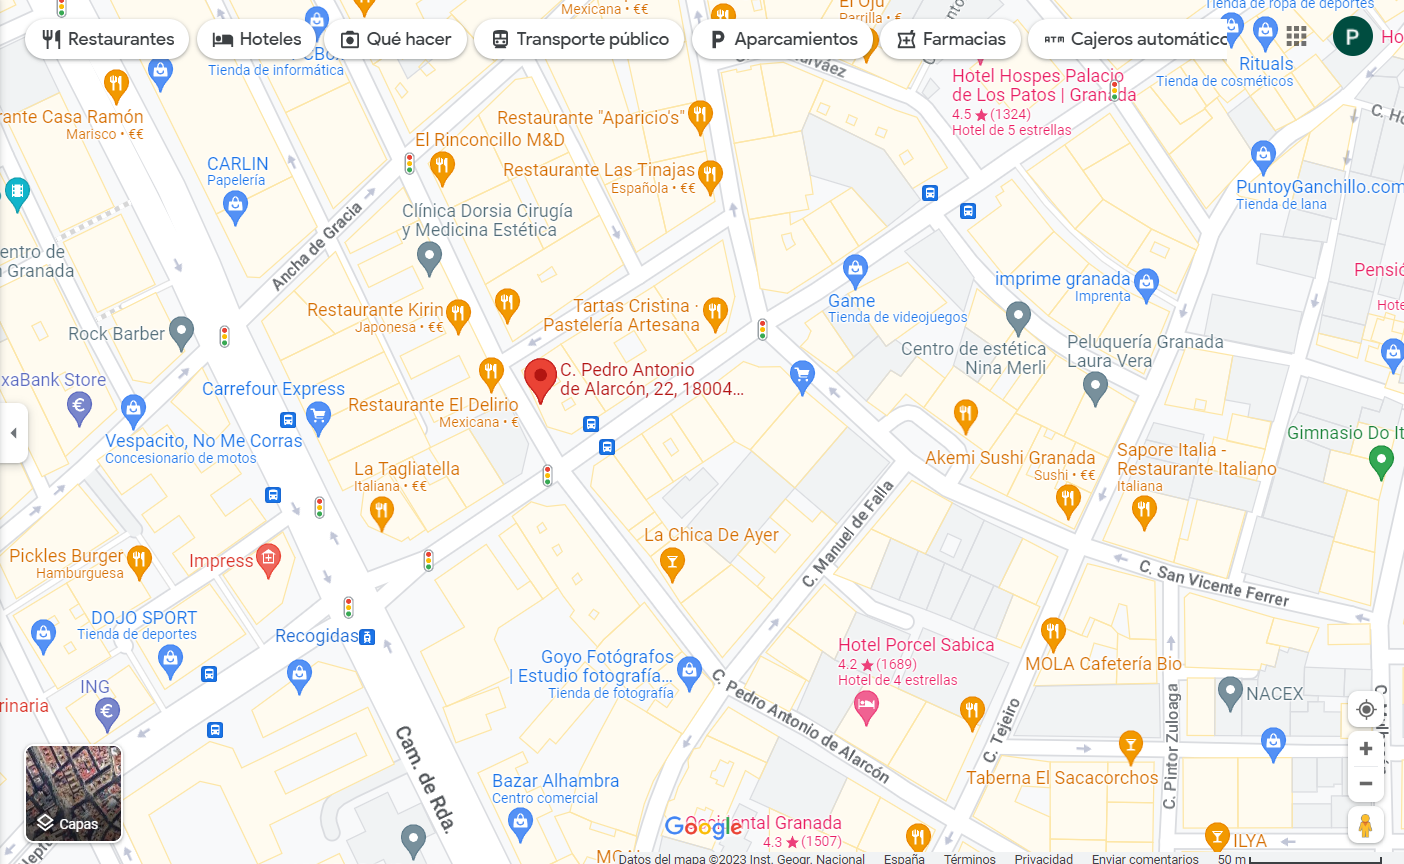 Mexicana • €€
El Oju
Parrilla • €
Tienda de ropa de deportes
Restaurantes
Hoteles
Qué hacer
Transporte público
Aparcamientos
Farmacias
ATM Cajeros automático
P
Tienda de informática
Rituals
Tienda de cosméticos
Hotel Hospes Palacio
de Los Patos | Granada
4.5 ★ (1324)
Hotel de 5 estrellas
rante Casa Ramón
Marisco • €€
Restaurante "Aparicio's"
El Rinconcillo M&D
Restaurante Las Tinajas
Española • €€
CARLIN
Papelería
PuntoyGanchillo.com
Tienda de lana
Clínica Dorsia Cirugía
y Medicina Estética
Ancha de Gracia
entro de
n Granada
Pensió
Hote
imprime granada
Imprenta
Game
Tienda de videojuegos
Restaurante Kirin
Japonesa • €€
Tartas Cristina ·
Pastelería Artesana
Rock Barber
Centro de estética
Nina Merli
Peluquería Granada
Laura Vera
xaBank Store
Carrefour Express
C. Pedro Antonio
de Alarcón, 22, 18004...
Restaurante El Delirio
Mexicana • €
Vespacito, No Me Corras
Concesionario de motos
Gimnasio Do It
La Tagliatella
Italiana • €€
Akemi Sushi Granada
Sushi • €€
Sapore Italia -
Restaurante Italiano
Italiana
C. Manuel de Falla
La Chica De Ayer
Pickles Burger
Hamburguesa
Impress
C. San Vicente Ferrer
DOJO SPORT
Tienda de deportes
Recogidas
Goyo Fotógrafos
| Estudio fotografía...
Tienda de fotografía
Hotel Porcel Sabica
4.2 ★ (1689)
Hotel de 4 estrellas
MOLA Cafetería Bio
ING
rinaria
NACEX
C. Pedro Antonio de Alarcón
C. Tejeiro
C. Pintor Zuloaga
Cam. de Rda.
Taberna El Sacacorchos
Bazar Alhambra
Centro comercial
Capas
Google
Occidental Granada
4.3 ★ (1507)
ILYA
Datos del mapa ©2023 Inst. Geogr. Nacional
España
Términos
Privacidad
Enviar comentarios
50 m